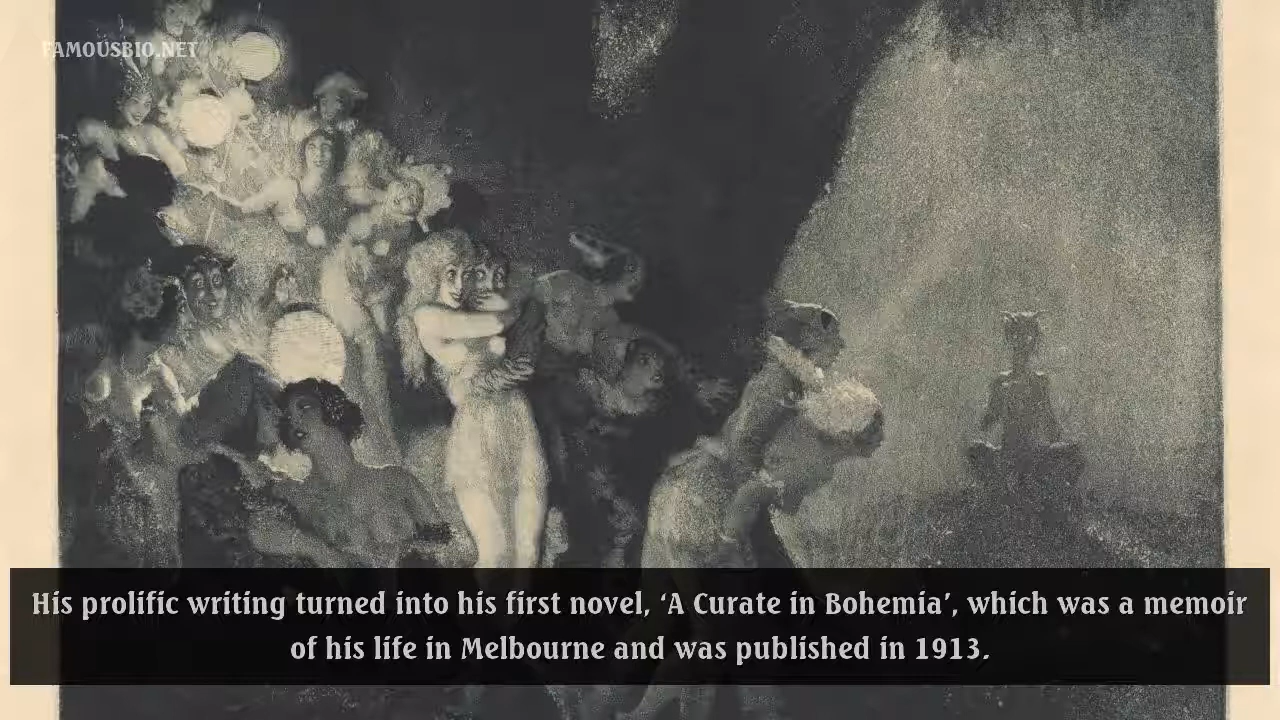 FAMOUSBIO.NET
His prolific writing turned into his first novel, ‘A Curate in Bohemia’, which was a memoir
of his life in Melbourne and was published in 1913.